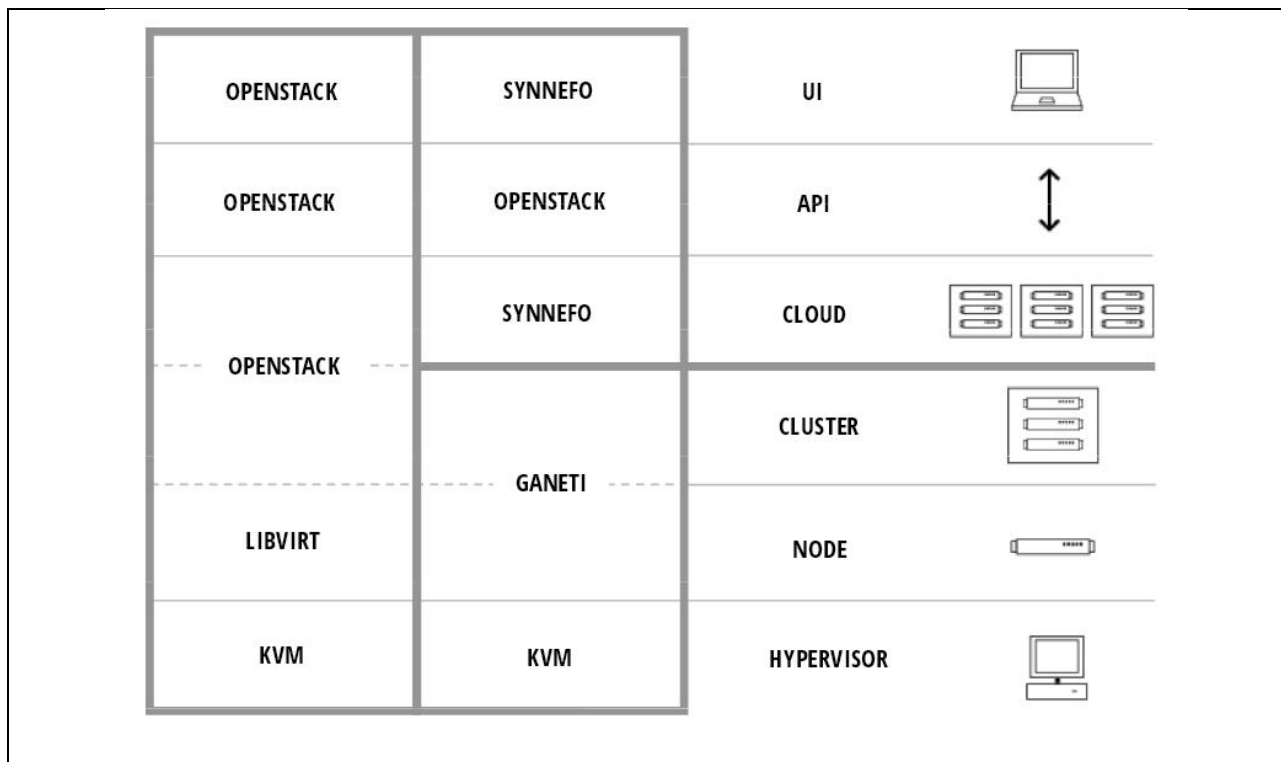 OPENSTACK SYNNEFO UI
OPENSTACK OPENSTACK API
SYNNEFO CLOUD
OPENSTACK
CLUSTER
GANETI
LIBVIRT NODE
KVM KVM HYPERVISOR